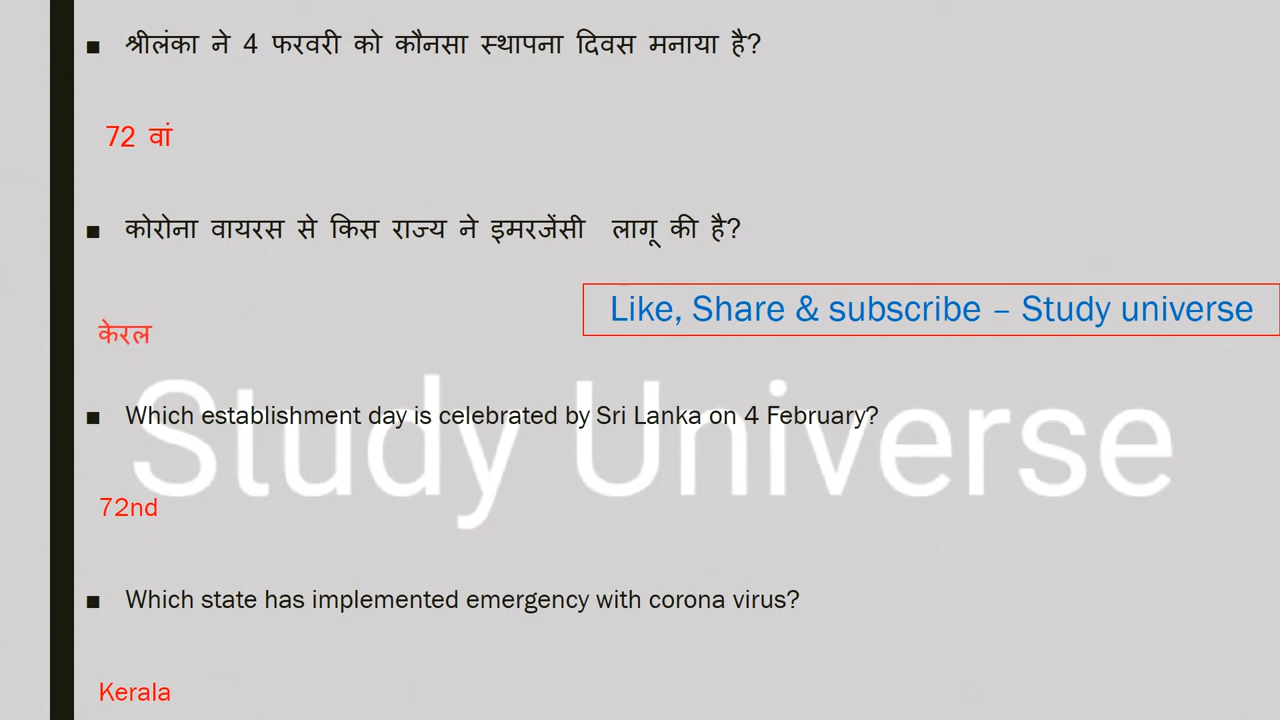 ■ श्रीलंका ने 4 फरवरी को कौनसा स्थापना दिवस मनाया है?
72 वां
■ कोरोना वायरस से किस राज्य ने इमरजेंसी लागू की है?
Like, Share & subscribe – Study universe
केरल
Study Universe
■ Which establishment day is celebrated by Sri Lanka on 4 February?
72nd
■ Which state has implemented emergency with corona virus?
Kerala